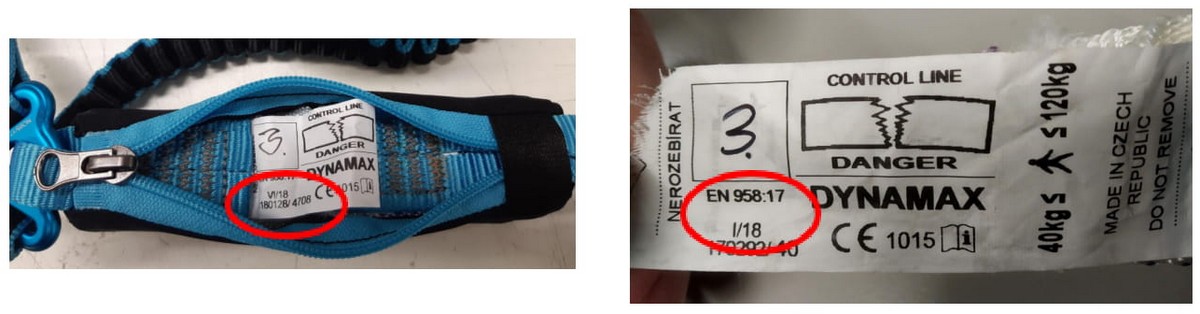 CONTROL LINE
3.
DANGER
DYNAMAX
VI/18
180128/ 4708
CE 1015
NEROZEBÍRAT
3.
CONTROL LINE
DANGER
EN 958:17
DYNAMAX
I/18
CE 1015
40kg ≤ ≤ 120kg
MADE IN CZECH
REPUBLIC
DO NOT REMOVE